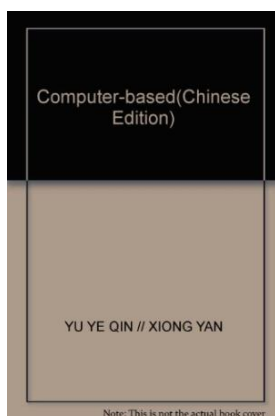 Computer-based(Chinese
Edition)
YU YE QIN // XIONG YAN
Note: This is not the actual book cover